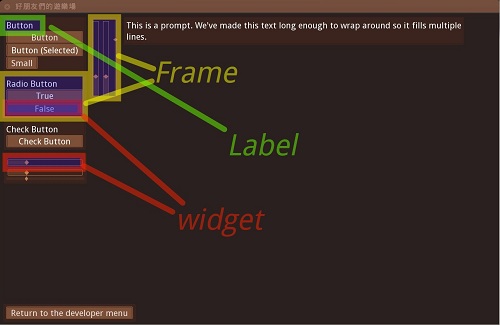 好朋友們的遊樂場
Button
Button
Button (Selected)
Small
This is a prompt. We've made this text long enough to wrap around so it fills multiple
lines.
Frame
Radio Button
True
False
Check Button
Check Button
Label
widget
Return to the developer menu